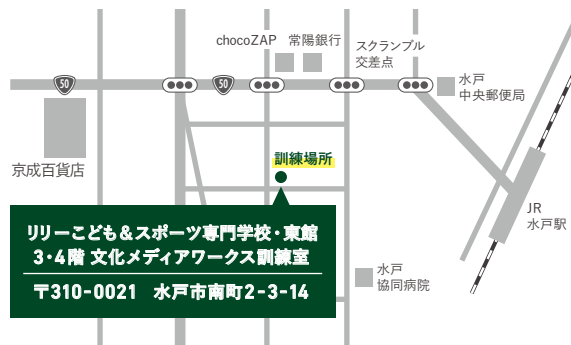 chocoZAP
常陽銀行
スクランブル
交差点
50
50
水戸
中央郵便局
京成百貨店
訓練場所
JR
水戸駅
リリーこども＆スポーツ専門学校・東館
3・4階 文化メディアワークス訓練室
〒310-0021　水戸市南町2-3-14
水戸
協同病院